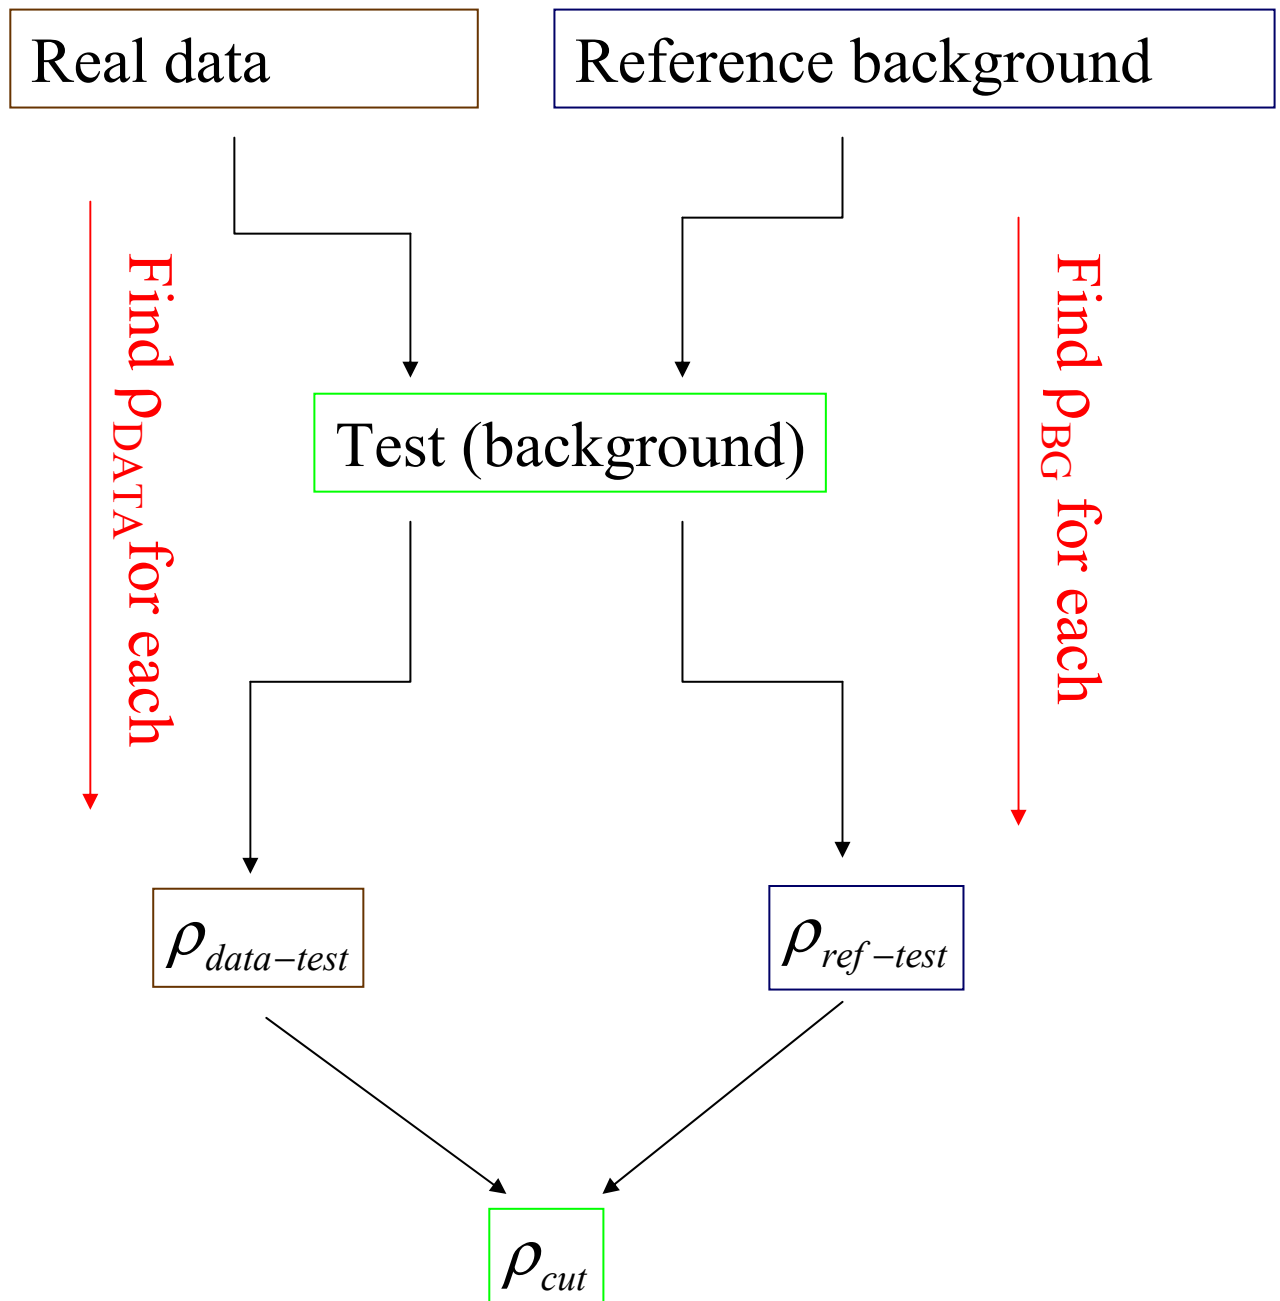 Real data
Reference background
Find ρDATA for each
Find ρBG for each
Test (background)
ρdata−test
ρref−test
ρcut